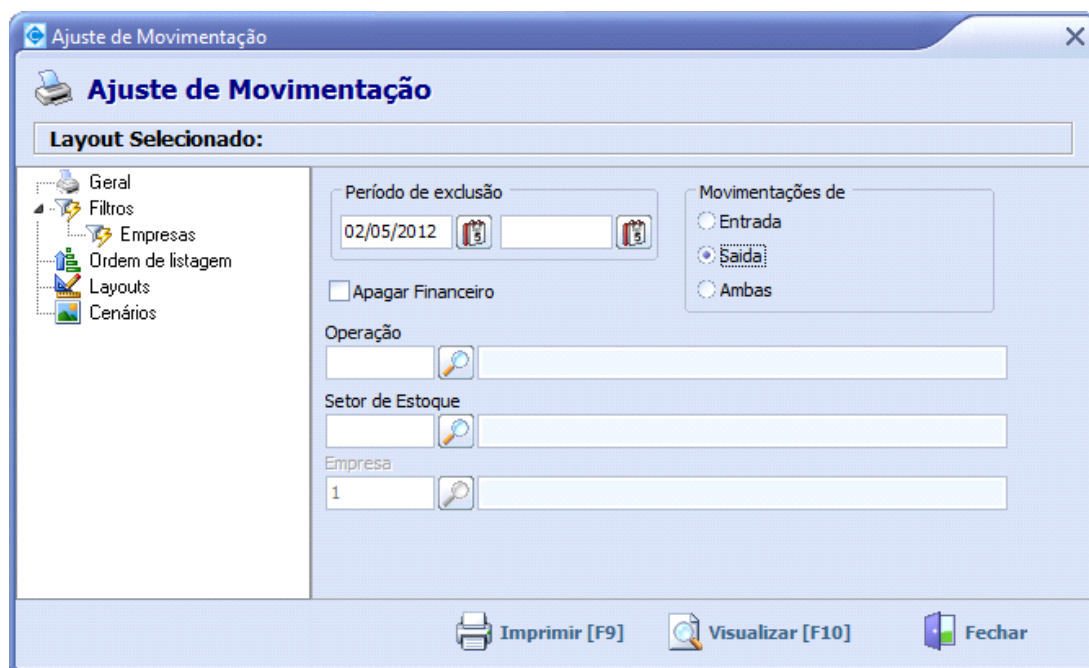 Ajuste de Movimentação
Ajuste de Movimentação
Layout Selecionado:
Geral
Filtros
Empresas
Ordem de listagem
Layouts
Cenários
Período de exclusão
02/05/2012
Apagar Financeiro
Movimentações de
Entrada
Saida
Ambas
Operação
Setor de Estoque
Empresa
1
Imprimir [F9]
Visualizar [F10]
Fechar